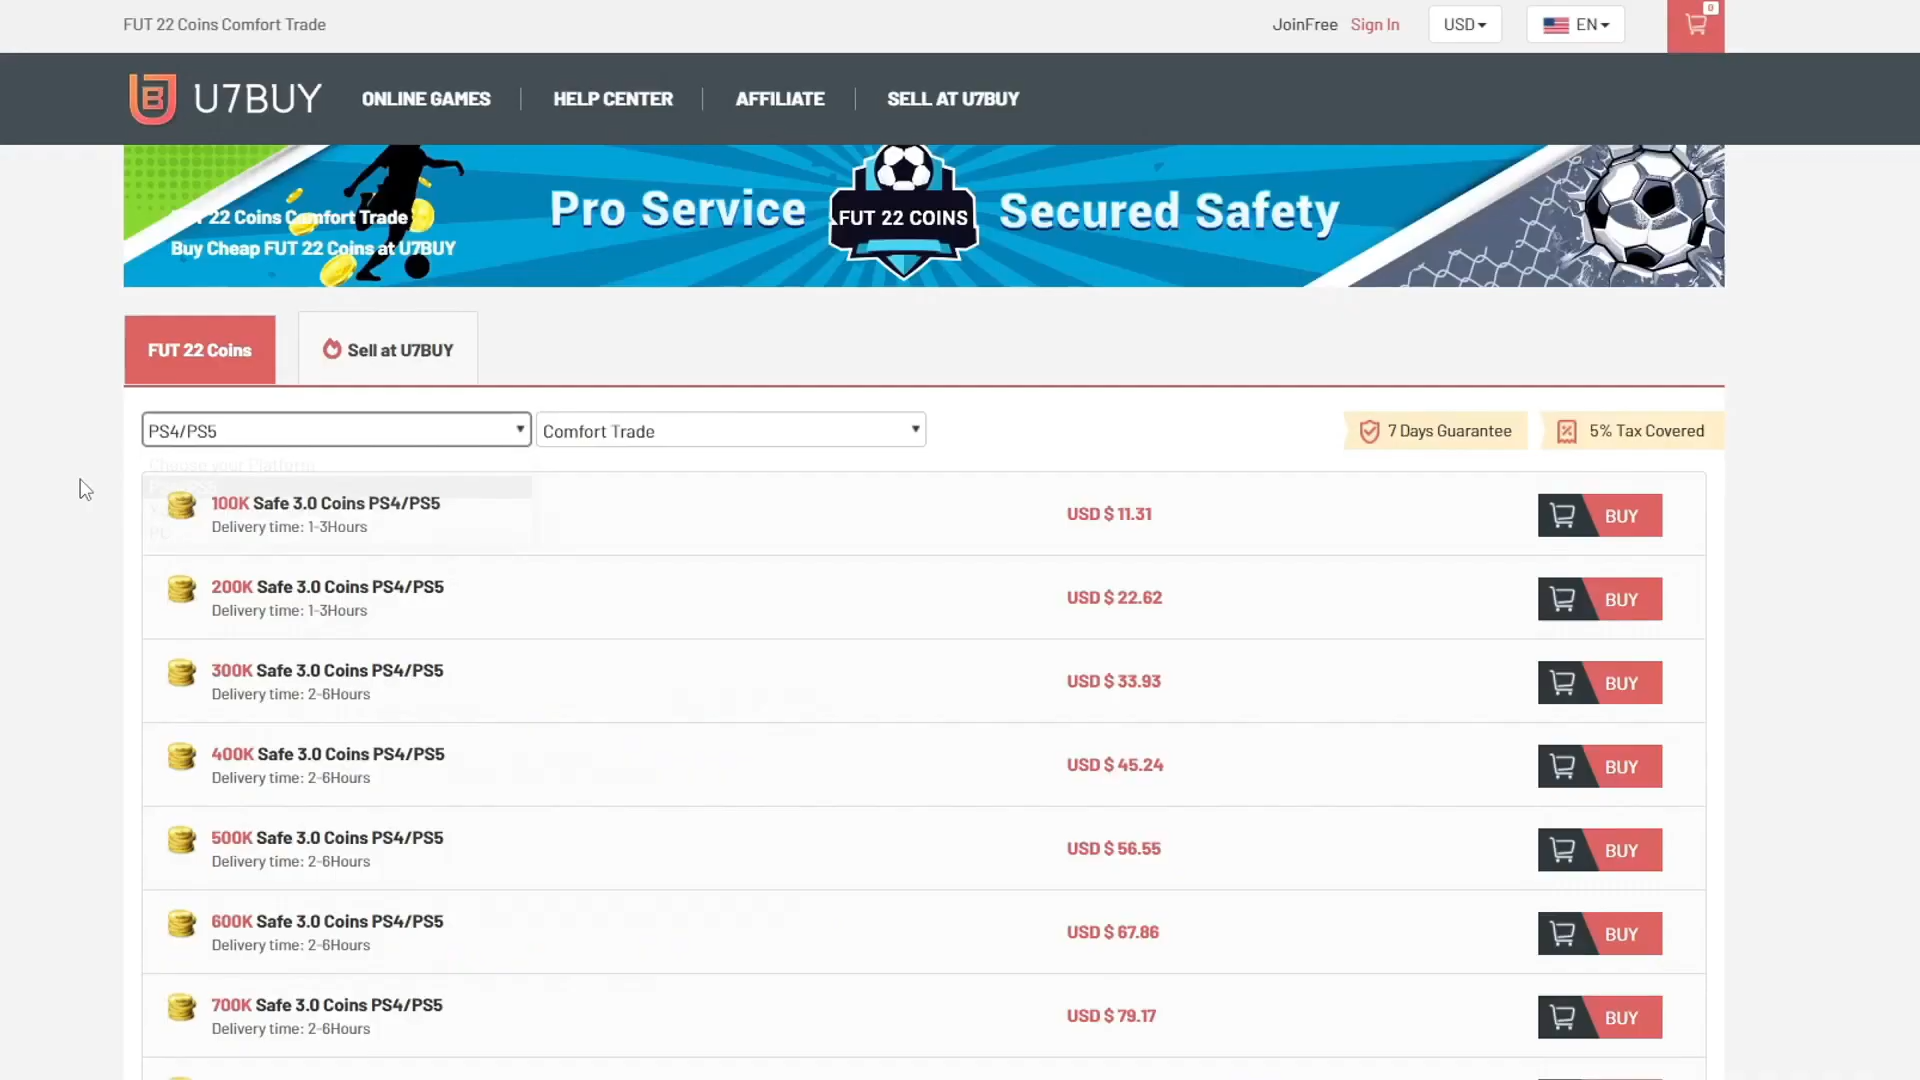 FUT 22 Coins Comfort Trade
JoinFree Sign In
USD
EN
0
U7BUY
ONLINE GAMES
HELP CENTER
AFFILIATE
SELL AT U7BUY
22 Coins Comfort Trade
Buy Cheap FUT 22 Coins at U7BUY
Pro Service
FUT 22 COINS
Secured Safety
FUT 22 Coins
Sell at U7BUY
PS4/PS5
Comfort Trade
7 Days Guarantee
5% Tax Covered
Choose your Platform
100K Safe 3.0 Coins PS4/PS5
Delivery time: 1-3Hours
USD $ 11.31
BUY
200K Safe 3.0 Coins PS4/PS5
Delivery time: 1-3Hours
USD $ 22.62
BUY
300K Safe 3.0 Coins PS4/PS5
Delivery time: 2-6Hours
USD $ 33.93
BUY
400K Safe 3.0 Coins PS4/PS5
Delivery time: 2-6Hours
USD $ 45.24
BUY
500K Safe 3.0 Coins PS4/PS5
Delivery time: 2-6Hours
USD $ 56.55
BUY
600K Safe 3.0 Coins PS4/PS5
Delivery time: 2-6Hours
USD $ 67.86
BUY
700K Safe 3.0 Coins PS4/PS5
Delivery time: 2-6Hours
USD $ 79.17
BUY